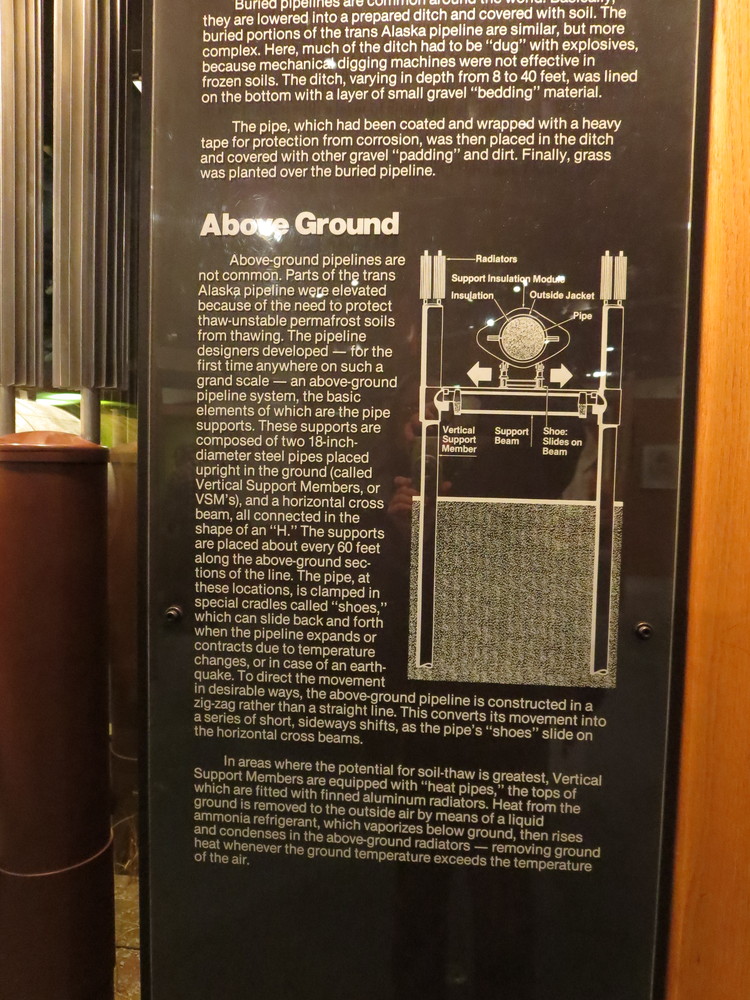 Buried pipelines are common around the world. Basically,
they are lowered into a prepared ditch and covered with soil. The
buried portions of the trans Alaska pipeline are similar, but more
complex. Here, much of the ditch had to be “dug” with explosives,
because mechanical digging machines were not effective in
frozen soils. The ditch, varying in depth from 8 to 40 feet, was lined
on the bottom with a layer of small gravel “bedding” material.
The pipe, which had been coated and wrapped with a heavy
tape for protection from corrosion, was then placed in the ditch
and covered with other gravel “padding” and dirt. Finally, grass
was planted over the buried pipeline.
Above Ground
Above-ground pipelines are
not common. Parts of the trans
Alaska pipeline were elevated
because of the need to protect
thaw-unstable permafrost soils
from thawing. The pipeline
designers developed — for the
first time anywhere on such a
grand scale — an above-ground
pipeline system, the basic
elements of which are the pipe
supports. These supports are
composed of two 18-inch-
diameter steel pipes placed
upright in the ground (called
Vertical Support Members, or
VSM's), and a horizontal cross
beam, all connected in the
shape of an “H.” The supports
are placed about every 60 feet
along the above-ground sec-
tions of the line. The pipe, at
these locations, is clamped in
special cradles called “shoes,”
which can slide back and forth
when the pipeline expands or
contracts due to temperature
changes, or in case of an earth-
quake. To direct the movement
in desirable ways, the above-ground pipeline is constructed in a
zig-zag rather than a straight line. This converts its movement into
a series of short, sideways shifts, as the pipe's “shoes” slide on
the horizontal cross beams.
In areas where the potential for soil-thaw is greatest, Vertical
Support Members are equipped with “heat pipes,” the tops of
which are fitted with finned aluminum radiators. Heat from the
ground is removed to the outside air by means of a liquid
ammonia refrigerant, which vaporizes below ground, then rises
and condenses in the above-ground radiators — removing ground
heat whenever the ground temperature exceeds the temperature
of the air.
Radiators
Support Insulation Module
Insulation
Outside Jacket
Pipe
Vertical
Support
Member
Support
Beam
Shoe:
Slides on
Beam